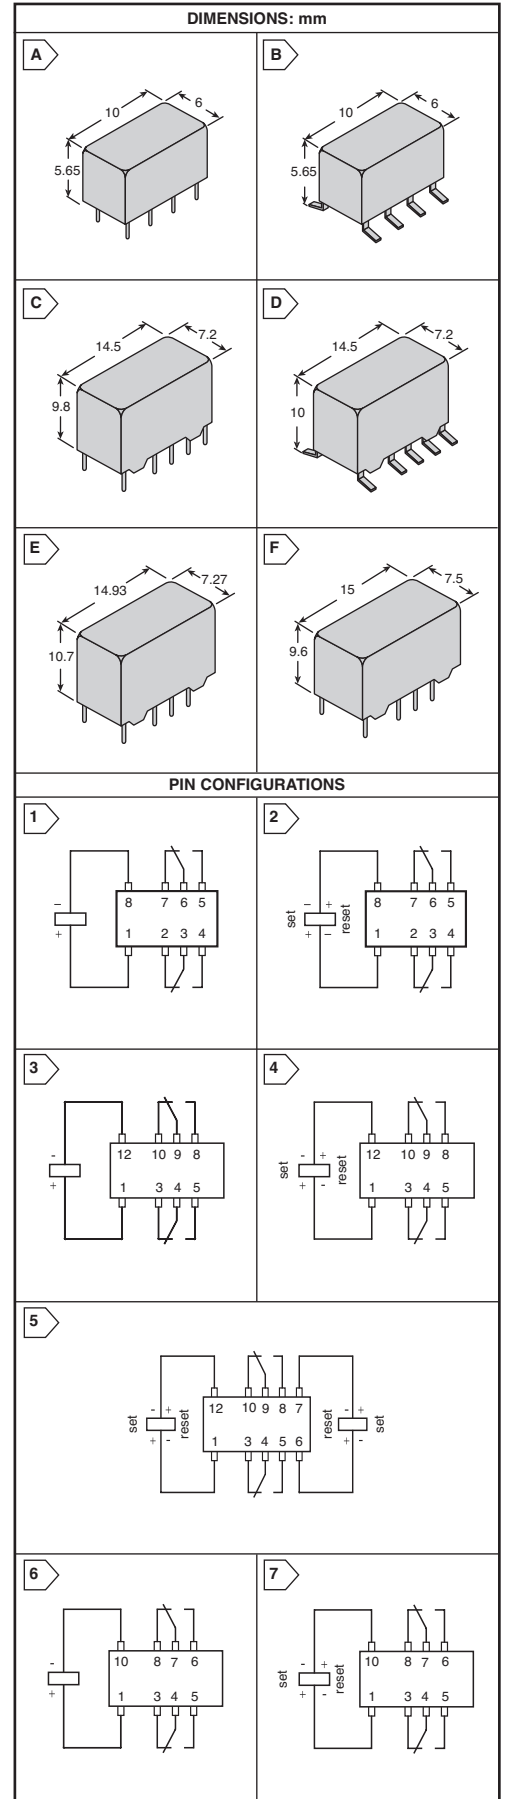 DIMENSIONS: mm
A
10
6
5.65
B
10
6
5.65
C
14.5
7.2
9.8
D
14.5
7.2
10
E
14.93
7.27
10.7
F
15
7.5
9.6
PIN CONFIGURATIONS
1
–
+
8 7 6 5
1 2 3 4
2
set
– +
+ –
reset
8 7 6 5
1 2 3 4
3
-
+
12 10 9 8
1 3 4 5
4
set
- +
+ -
reset
12 10 9 8
1 3 4 5
5
set
- +
+ -
reset
12 10 9 8 7
1 3 4 5 6
reset
- +
+ -
set
6
-
+
10 8 7 6
1 3 4 5
7
set
- +
+ -
reset
10 8 7 6
1 3 4 5